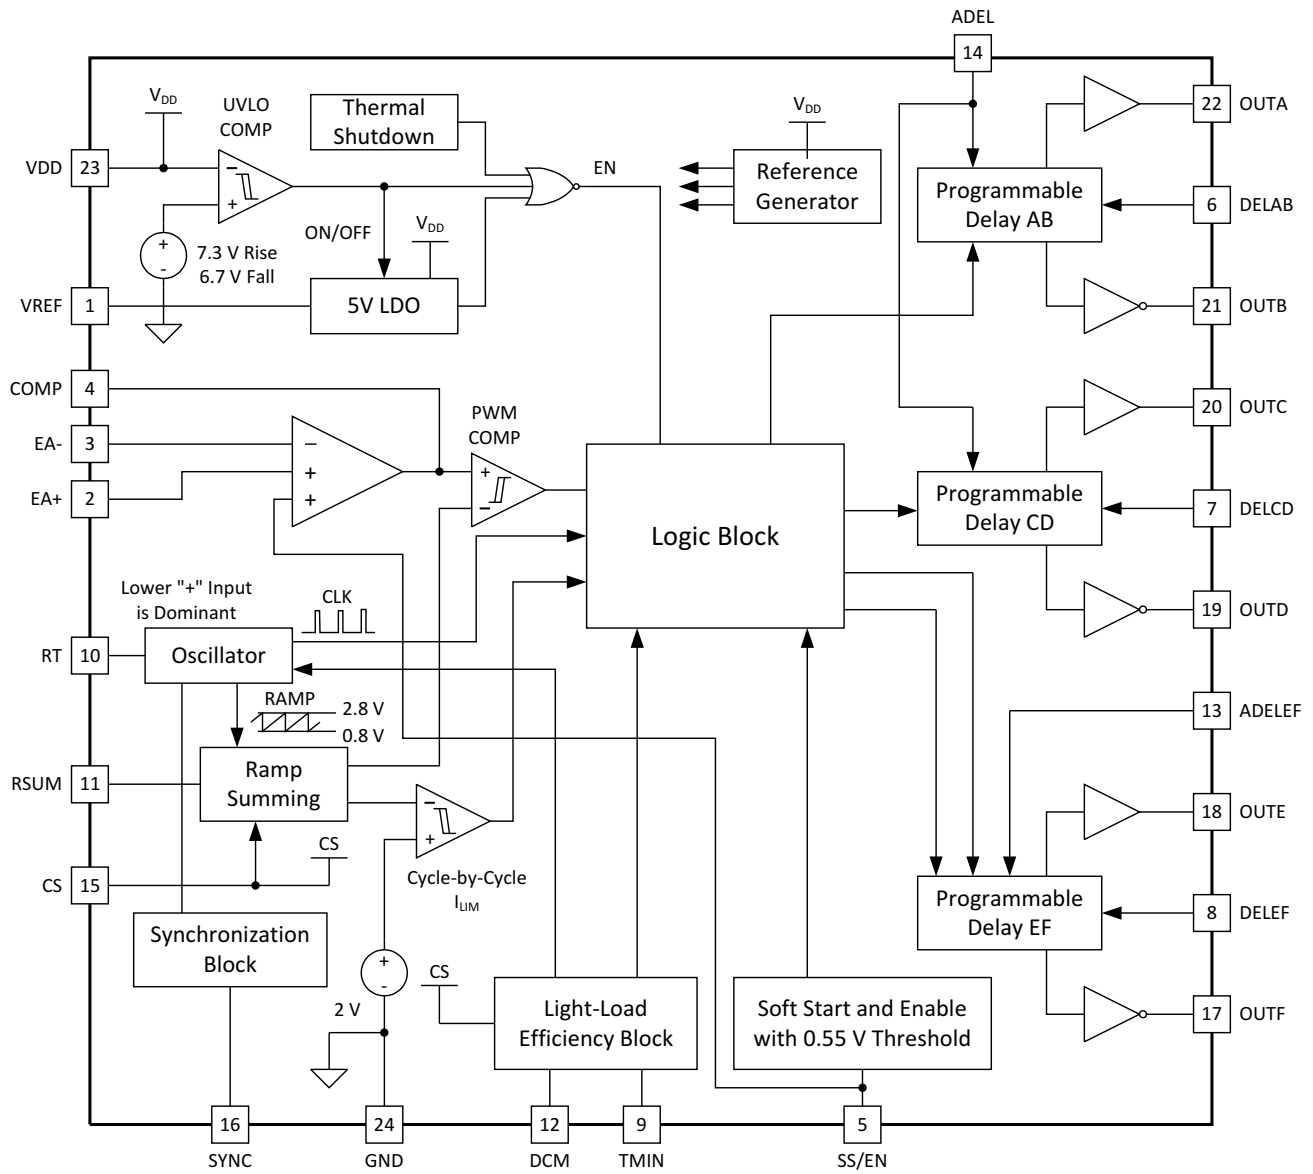 ADEL
14
VDD
23
V_DD
UVLO
COMP
−
+
+
-
7.3 V Rise
6.7 V Fall
Thermal
Shutdown
ON/OFF
V_DD
5V LDO
EN
V_DD
Reference
Generator
Programmable
Delay AB
22
OUTA
6
DELAB
21
OUTB
VREF
1
COMP
4
EA-
3
EA+
2
−
+
+
PWM
COMP
+
−
Logic Block
Programmable
Delay CD
20
OUTC
7
DELCD
19
OUTD
Lower "+" Input
is Dominant
CLK
RT
10
Oscillator
RAMP
2.8 V
0.8 V
RSUM
11
Ramp
Summing
−
+
CS
CS
15
Cycle-by-Cycle
I_LIM
13
ADELEF
18
OUTE
Programmable
Delay EF
8
DELEF
17
OUTF
Synchronization
Block
+
-
2 V
CS
Light-Load
Efficiency Block
Soft Start and Enable
with 0.55 V Threshold
16
SYNC
24
GND
12
DCM
9
TMIN
5
SS/EN